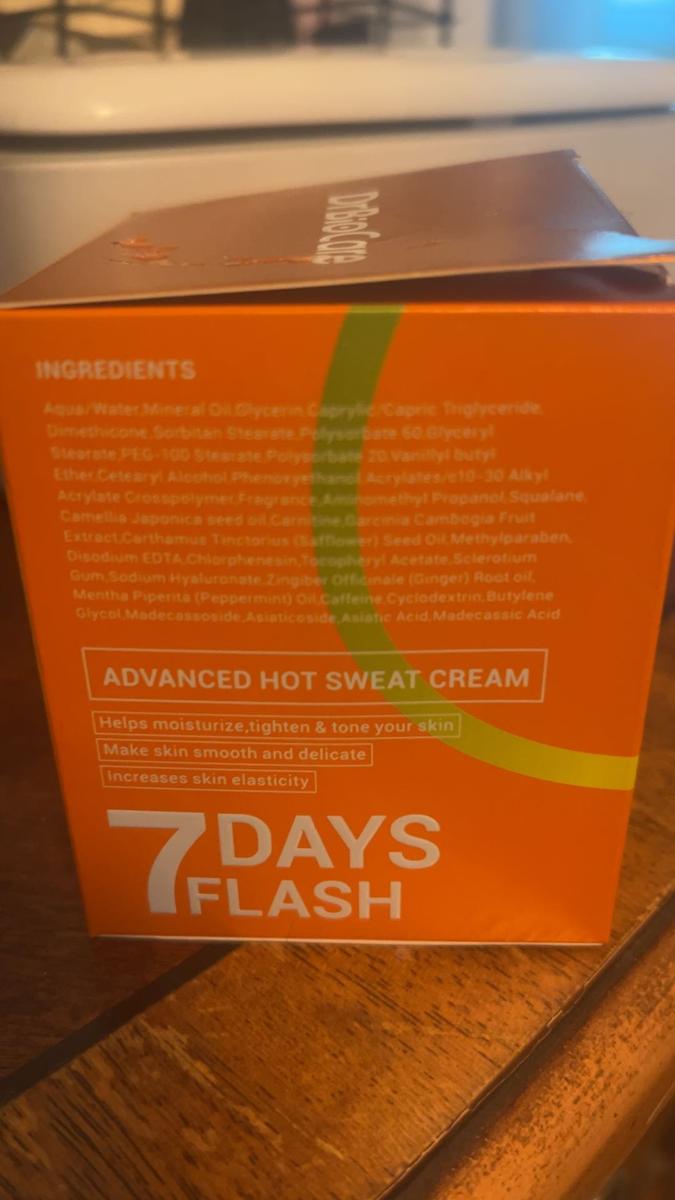 DrBioCare
INGREDIENTS
Aqua/Water,Mineral Oil,Glycerin,Caprylic/Capric Triglyceride,
Dimethicone,Sorbitan Stearate,Polysorbate 60,Glyceryl
Stearate,PEG-100 Stearate,Polysorbate 20,Vanillyl butyl
Ether,Cetearyl Alcohol,Phenoxyethanol,Acrylates/c10-30 Alkyl
Acrylate Crosspolymer,Fragrance,Aminomethyl Propanol,Squalane,
Camellia Japonica seed oil,Carnitine,Garcinia Cambogia Fruit
Extract,Carthamus Tinctorius (Safflower) Seed Oil,Methylparaben,
Disodium EDTA,Chlorphenesin,Tocopheryl Acetate,Sclerotium
Gum,Sodium Hyaluronate,Zingiber Officinale (Ginger) Root oil,
Mentha Piperita (Peppermint) Oil,Caffeine,Cyclodextrin,Butylene
Glycol,Madecassoside,Asiaticoside,Asiatic Acid,Madecassic Acid
ADVANCED HOT SWEAT CREAM
Helps moisturize,tighten & tone your skin
Make skin smooth and delicate
Increases skin elasticity
7 DAYS
FLASH